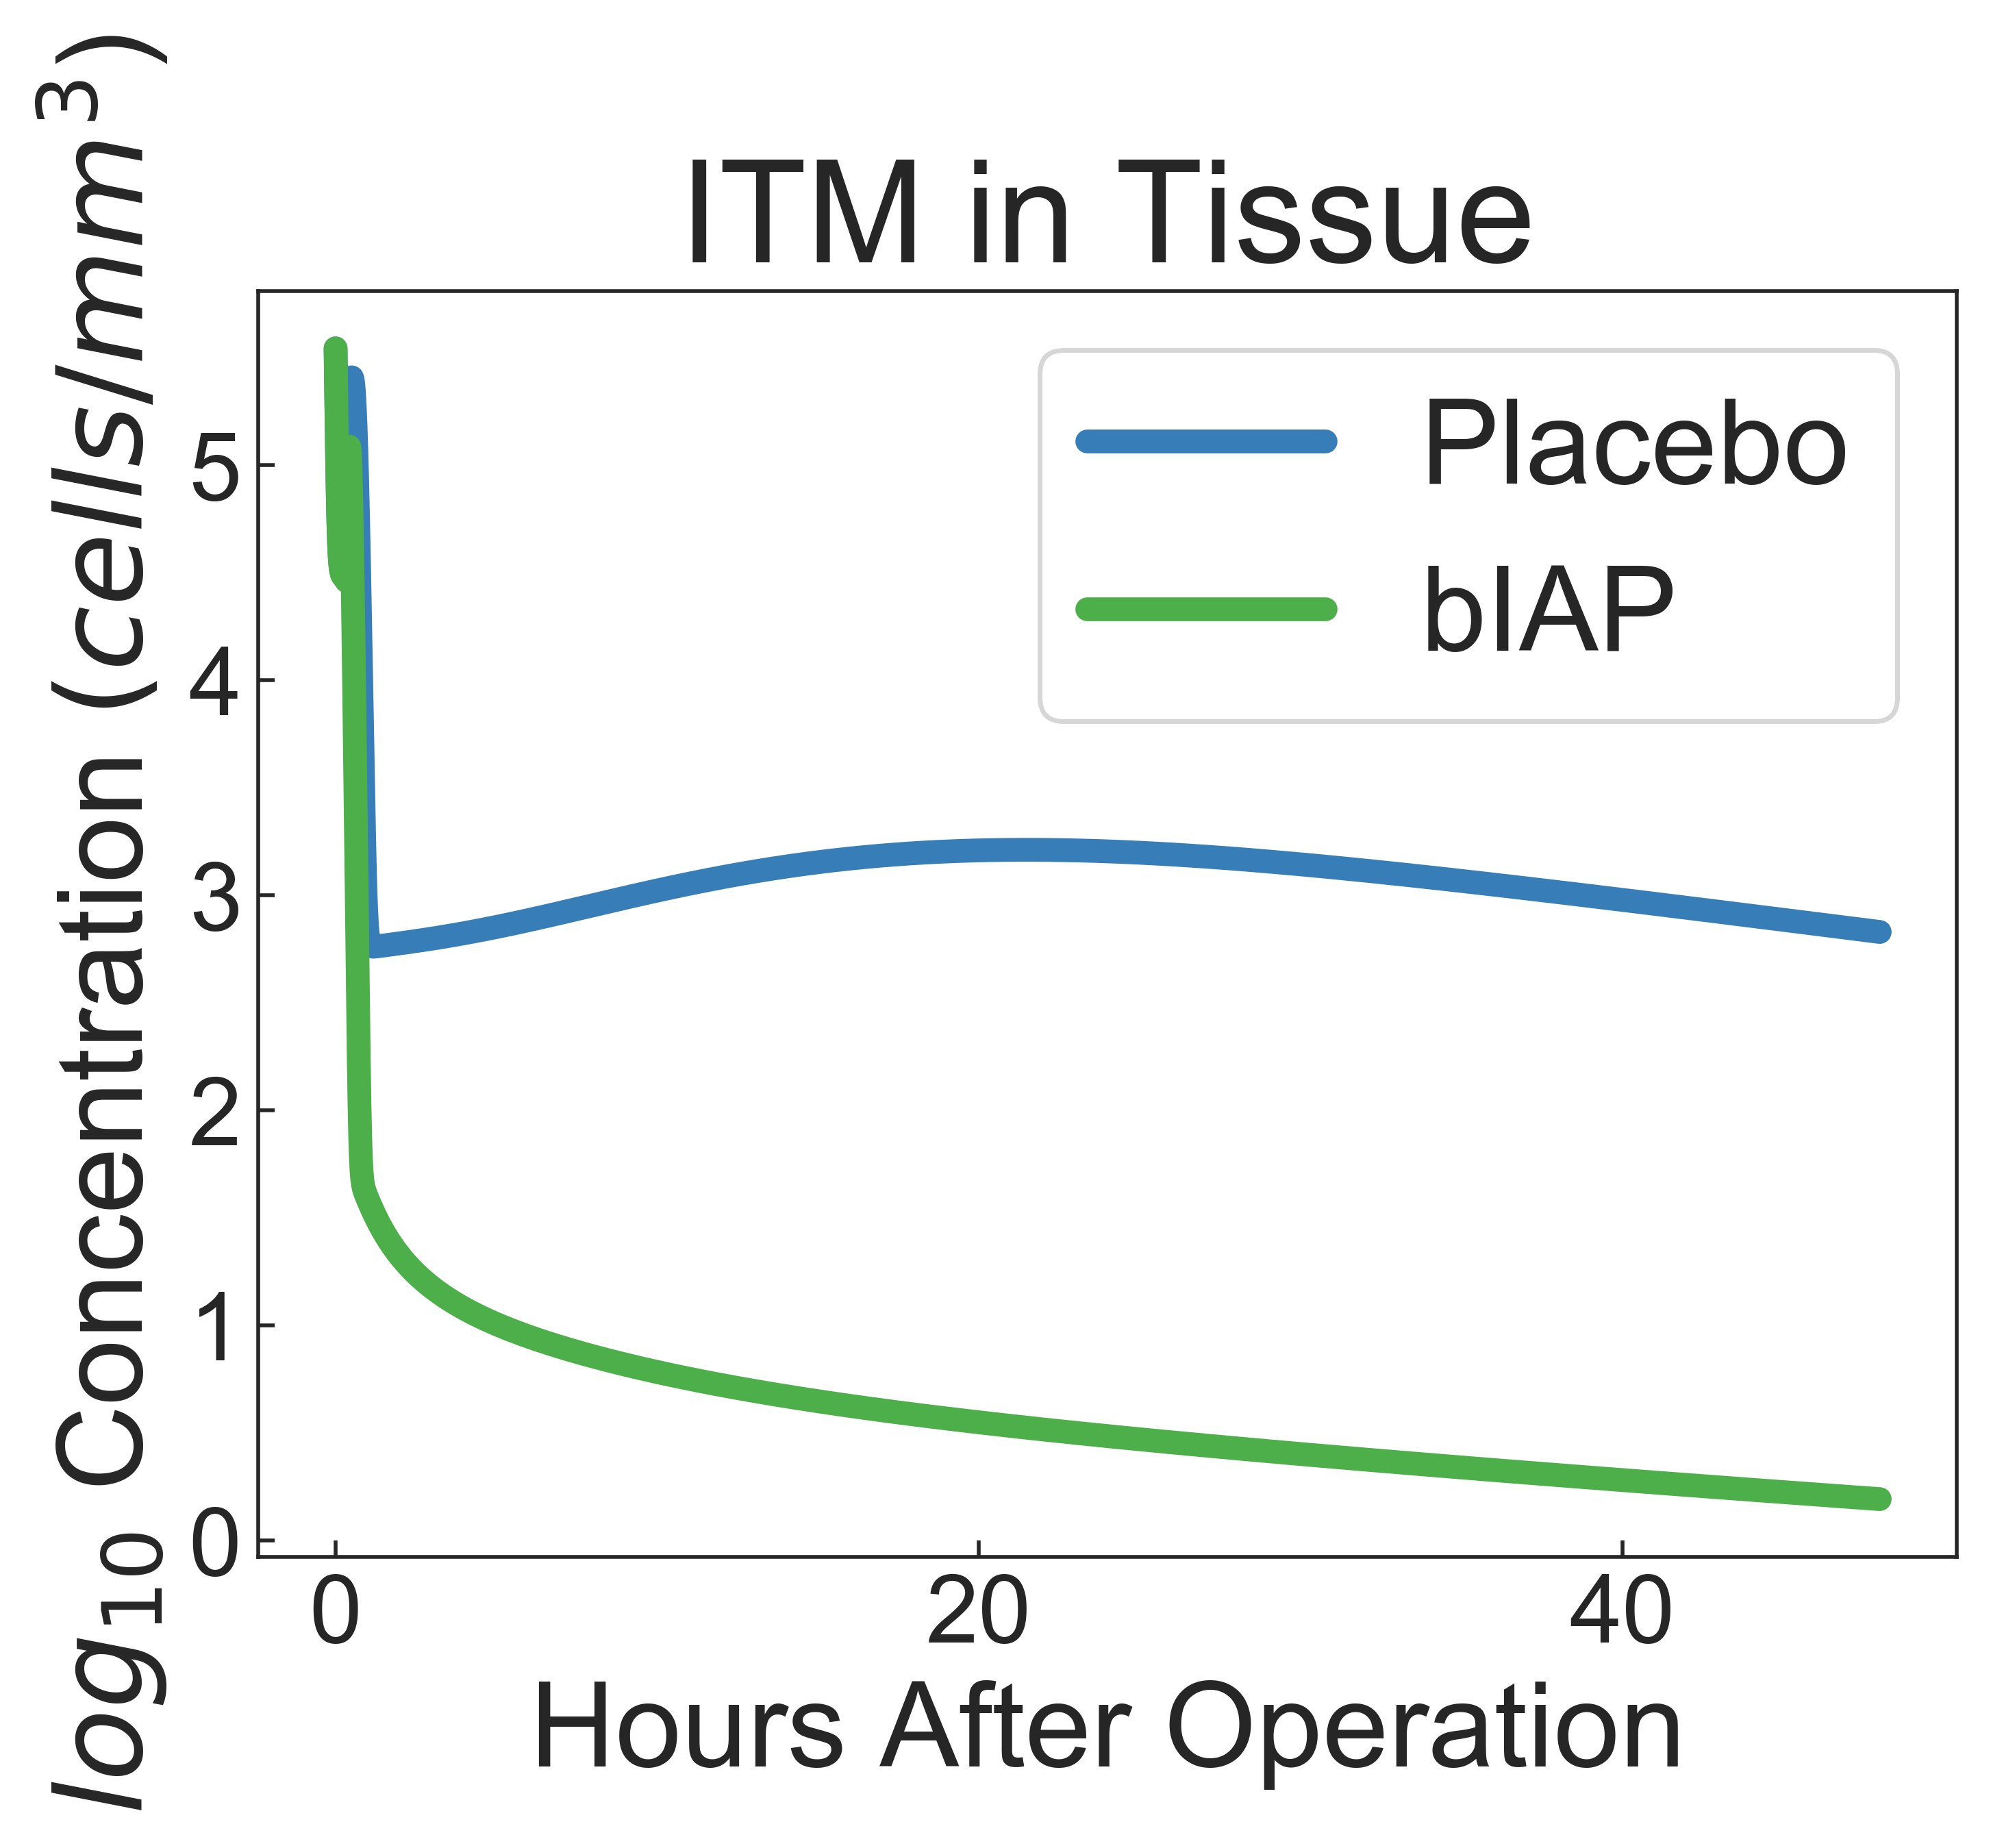 ITM in Tissue
log₁₀ Concentration (cells/mm³)
5
4
3
2
1
0
Placebo
bIAP
0 20 40
Hours After Operation